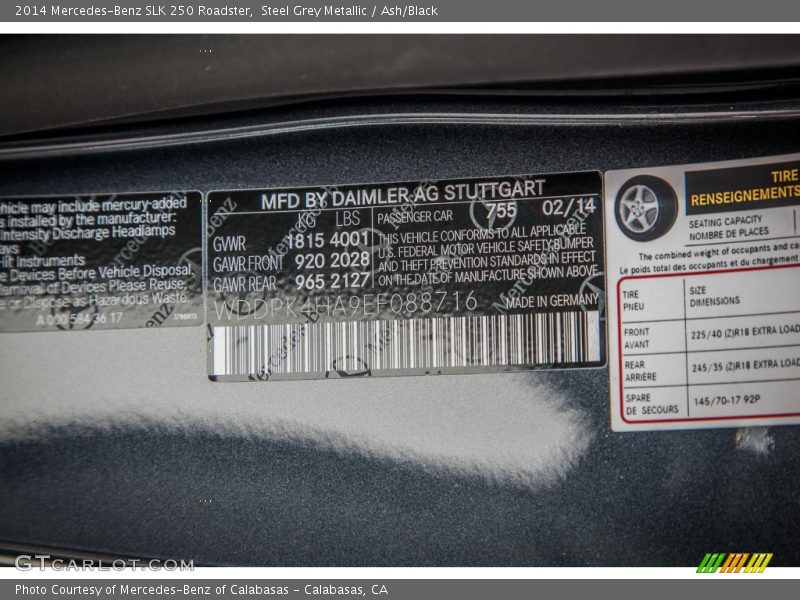 2014 Mercedes-Benz SLK 250 Roadster,  Steel Grey Metallic / Ash/Black
hicle may include mercury-added
s installed by the manufacturer:
Intensity Discharge Headlamps
Instruments
e Devices Before Vehicle Disposal.
emoval of Devices Please Reuse,
e or Dispose as Hazardous Waste.
A 000 584 36 17
MFD BY DAIMLER AG STUTTGART
KG LBS PASSENGER CAR 755 02/14
GVWR 1815 4001
GAWR FRONT 920 2028
GAWR REAR 965 2127
THIS VEHICLE CONFORMS TO ALL APPLICABLE
U.S. FEDERAL MOTOR VEHICLE SAFETY,BUMPER
AND THEFT PREVENTION STANDARDS IN EFFECT
ON THE DATE OF MANUFACTURE SHOWN ABOVE
WDDPK4HA9EF088716 MADE IN GERMANY
TIRE
RENSEIGNEMENTS
SEATING CAPACITY
NOMBRE DE PLACES
The combined weight of occupants and ca
Le poids total des occupants et du chargement
TIRE
PNEU
SIZE
DIMENSIONS
FRONT
AVANT
225/40 (Z)R18 EXTRA LOAD
REAR
ARRIERE
245/35 (Z)R18 EXTRA LOAD
SPARE
DE SECOURS
145/70-17 92P
GTCARLOT.COM
Photo Courtesy of Mercedes-Benz of Calabasas - Calabasas, CA